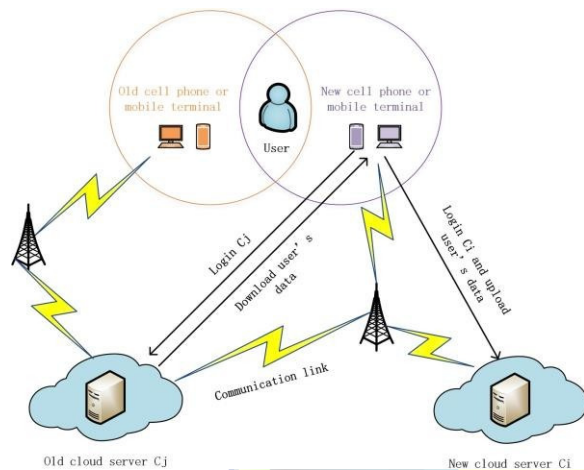 Old cell phone or
mobile terminal
New cell phone or
mobile terminal
User
Login Cj
Download user's
data
Login Ci and upload
user's data
Communication link
Old cloud server Cj
New cloud server Ci